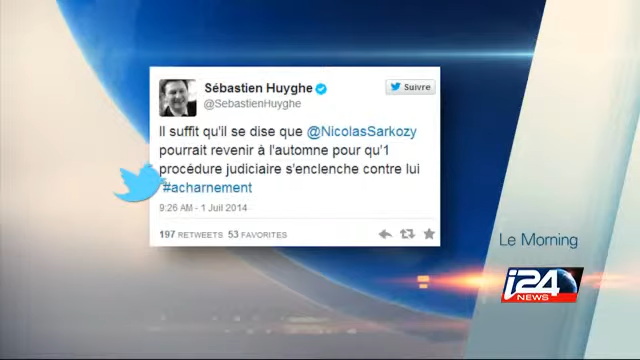 Sébastien Huyghe
Suivre
@SebastienHuyghe
Il suffit qu'il se dise que @NicolasSarkozy
pourrait revenir à l'automne pour qu'1
procédure judiciaire s'enclenche contre lui
#acharnement
9:26 AM - 1 Juil 2014
197 RETWEETS 53 FAVORITES
Le Morning
i24
NEWS